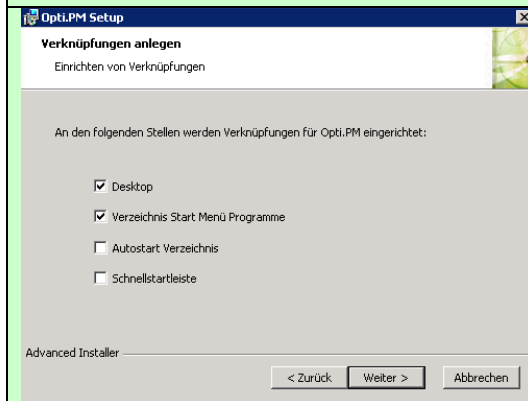 Opti.PM Setup
Verknüpfungen anlegen
Einrichten von Verknüpfungen
An den folgenden Stellen werden Verknüpfungen für Opti.PM eingerichtet:
Desktop
Verzeichnis Start Menü Programme
Autostart Verzeichnis
Schnellstartleiste
Advanced Installer
< Zurück Weiter > Abbrechen